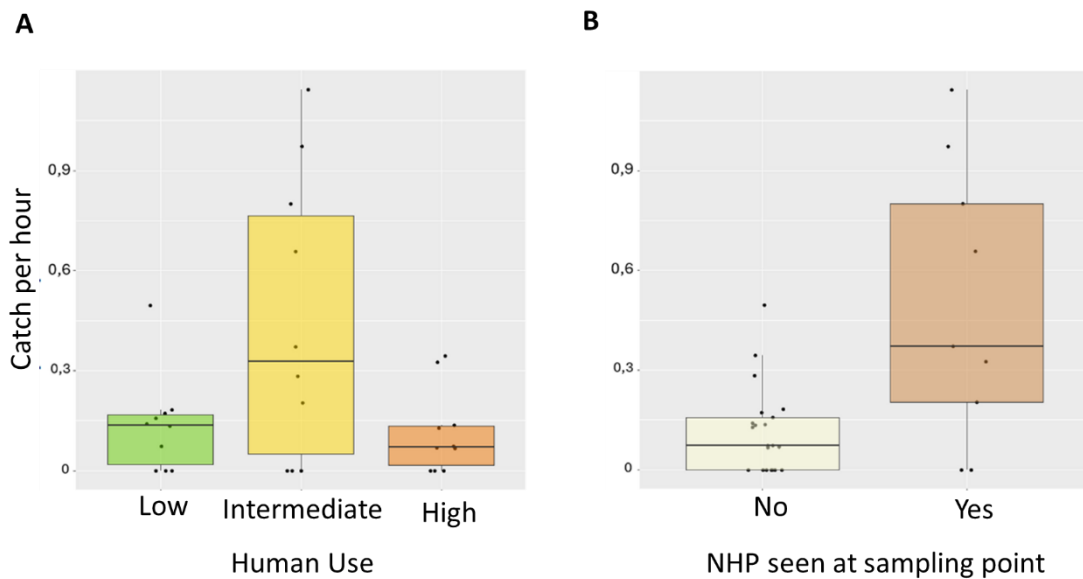 A
B
Catch per hour
0,9
0,6
0,3
0
Low
Intermediate
High
Human Use
0,9
0,6
0,3
0
No
Yes
NHP seen at sampling point